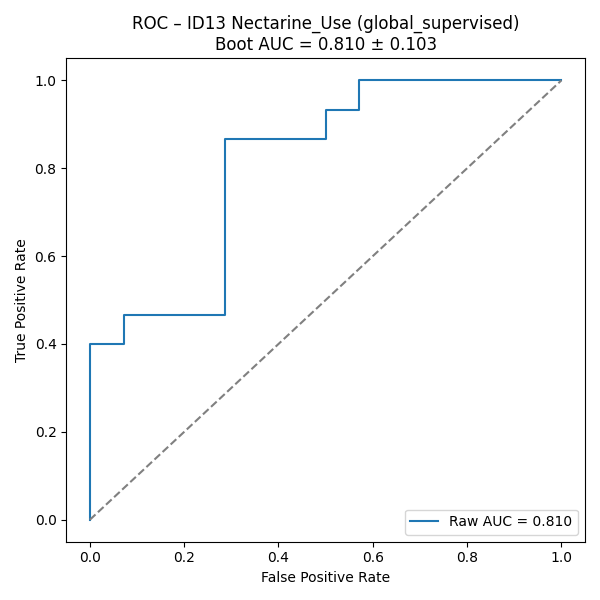 ROC – ID13 Nectarine_Use (global_supervised)
Boot AUC = 0.810 ± 0.103
1.0
0.8
0.6
0.4
0.2
0.0
True Positive Rate
Raw AUC = 0.810
0.0 0.2 0.4 0.6 0.8 1.0
False Positive Rate